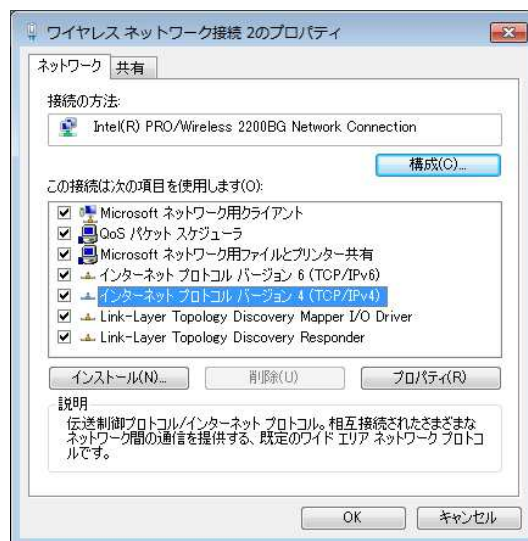 ワイヤレス ネットワーク接続 2のプロパティ
ネットワーク 共有
接続の方法:
Intel(R) PRO/Wireless 2200BG Network Connection
構成(C)...
この接続は次の項目を使用します(O):
Microsoft ネットワーク用クライアント
QoS パケット スケジューラ
Microsoft ネットワーク用ファイルとプリンター共有
インターネット プロトコル バージョン 6 (TCP/IPv6)
インターネット プロトコル バージョン 4 (TCP/IPv4)
Link-Layer Topology Discovery Mapper I/O Driver
Link-Layer Topology Discovery Responder
インストール(N)... 削除(U) プロパティ(R)
説明
伝送制御プロトコル/インターネット プロトコル。相互接続されたさまざまな
ネットワーク間の通信を提供する、既定のワイド エリア ネットワーク プロトコ
ルです。
OK キャンセル